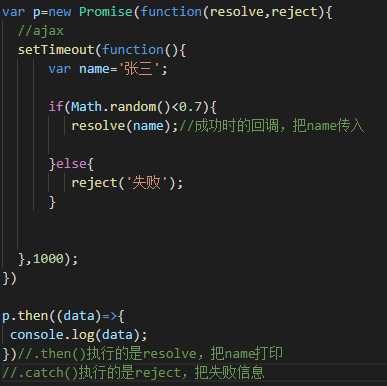 var p=new Promise(function(resolve,reject){
//ajax
setTimeout(function(){
var name='张三';
if(Math.random()<0.7){
resolve(name);//成功时的回调，把name传入
}else{
reject('失败');
}
},1000);
})
p.then((data)=>{
console.log(data);
})//.then()执行的是resolve，把name打印
//.catch()执行的是reject，把失败信息